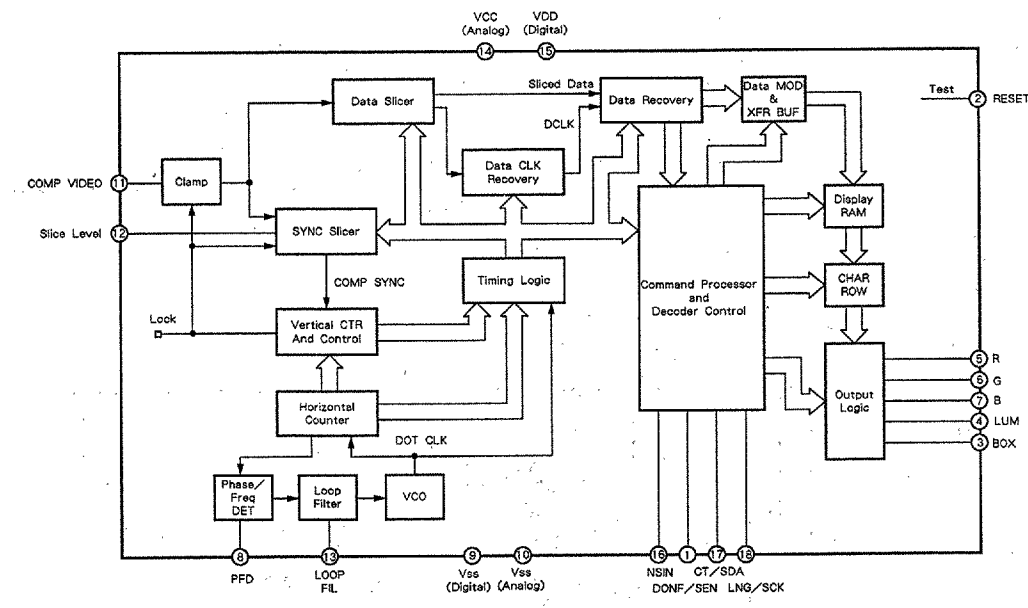 VCC
(Analog)
14
VDD
(Digital)
15
Data Slicer
Sliced Data
DCLK
Data Recovery
Data MOD
&
XFR BUF
Test
2
RESET
Data CLK
Recovery
COMP VIDEO
11
Clamp
Slice Level
12
SYNC Slicer
Display
RAM
COMP SYNC
Timing Logic
Command Processor
and
Decoder Control
CHAR
ROW
Lock
Vertical CTR
And Control
Horizontal
Counter
DOT CLK
Output
Logic
5
R
6
G
7
B
4
LUM
3
BOX
Phase/
Freq
DET
Loop
Filter
VCO
8
PFD
13
LOOP
FIL
9
Vss
(Digital)
10
Vss
(Analog)
16
NSIN
1
DONF/SEN
17
CT/SDA
18
LNG/SCK